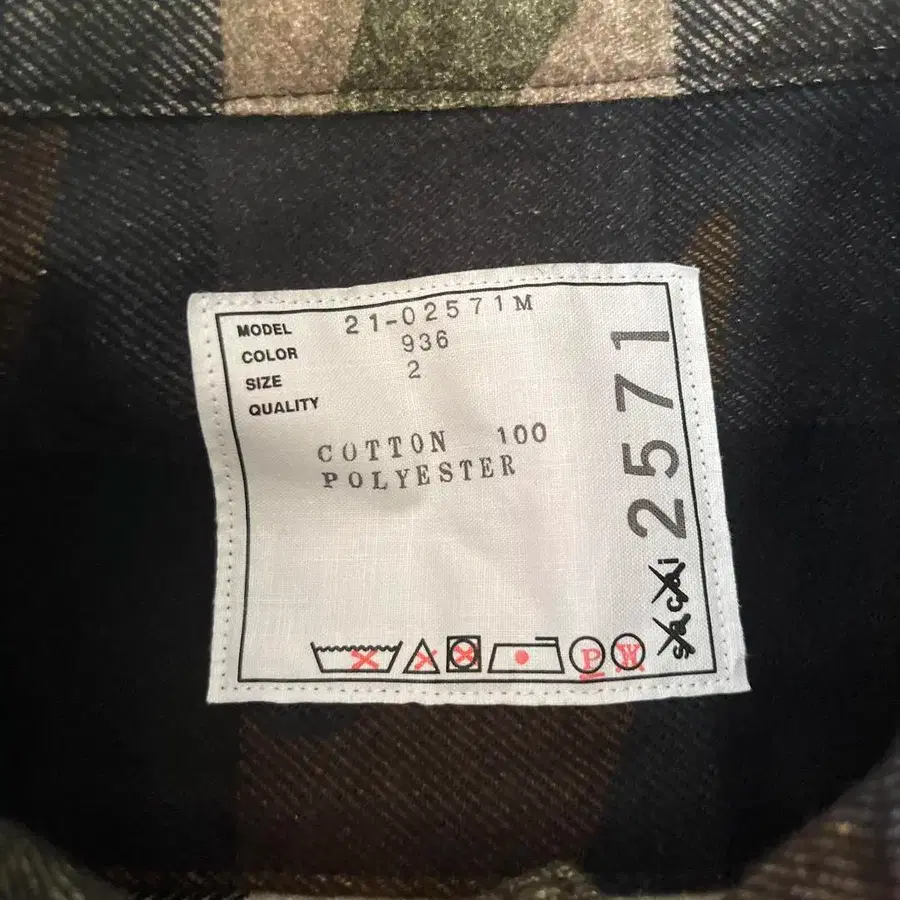 MODEL 21-02571M
COLOR 936
SIZE 2
QUALITY
COTTON 100
POLYESTER
P W
sacai 2571